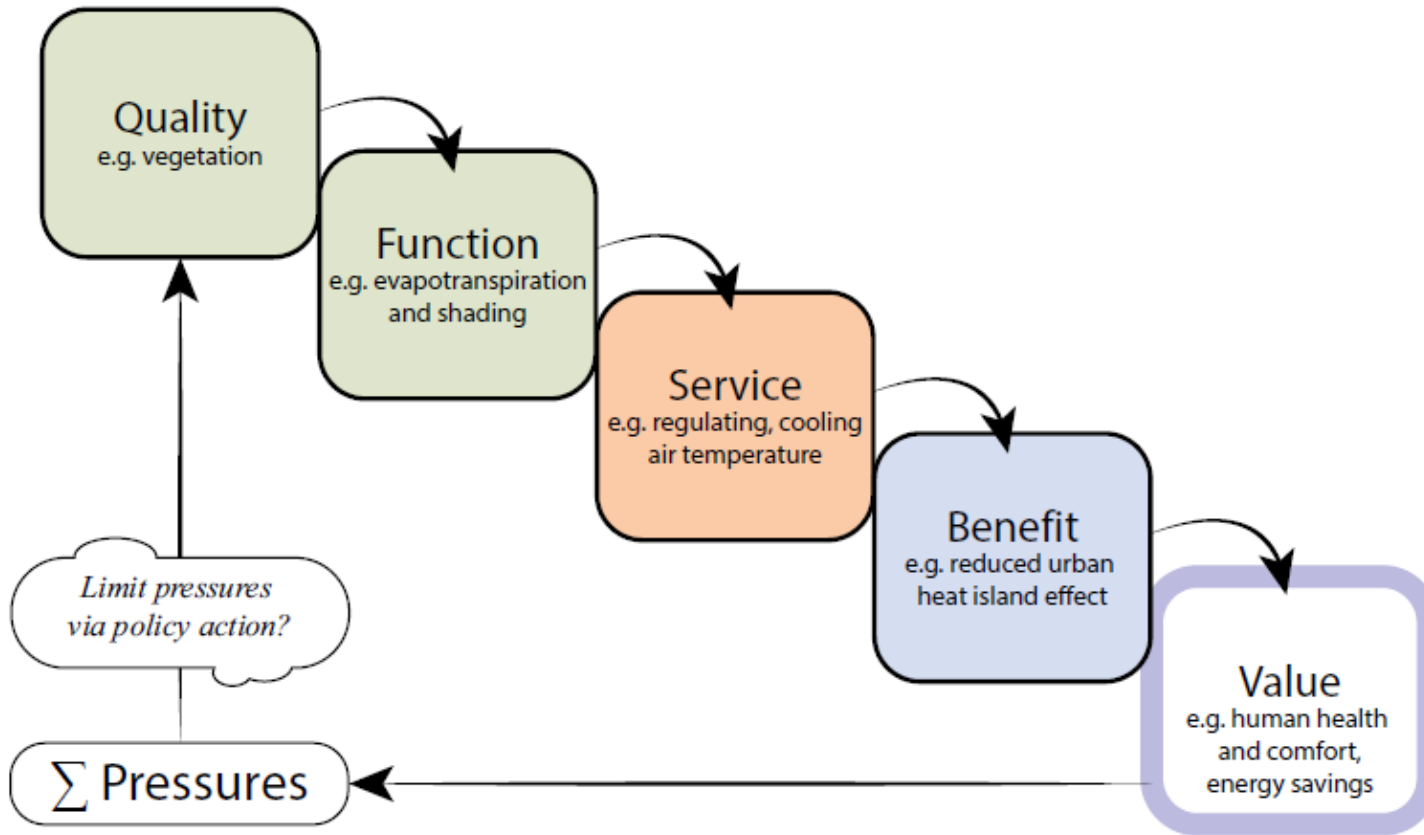 Quality
e.g. vegetation
Function
e.g. evapotranspiration
and shading
Service
e.g. regulating, cooling
air temperature
Benefit
e.g. reduced urban
heat island effect
Value
e.g. human health
and comfort,
energy savings
Limit pressures
via policy action?
∑ Pressures